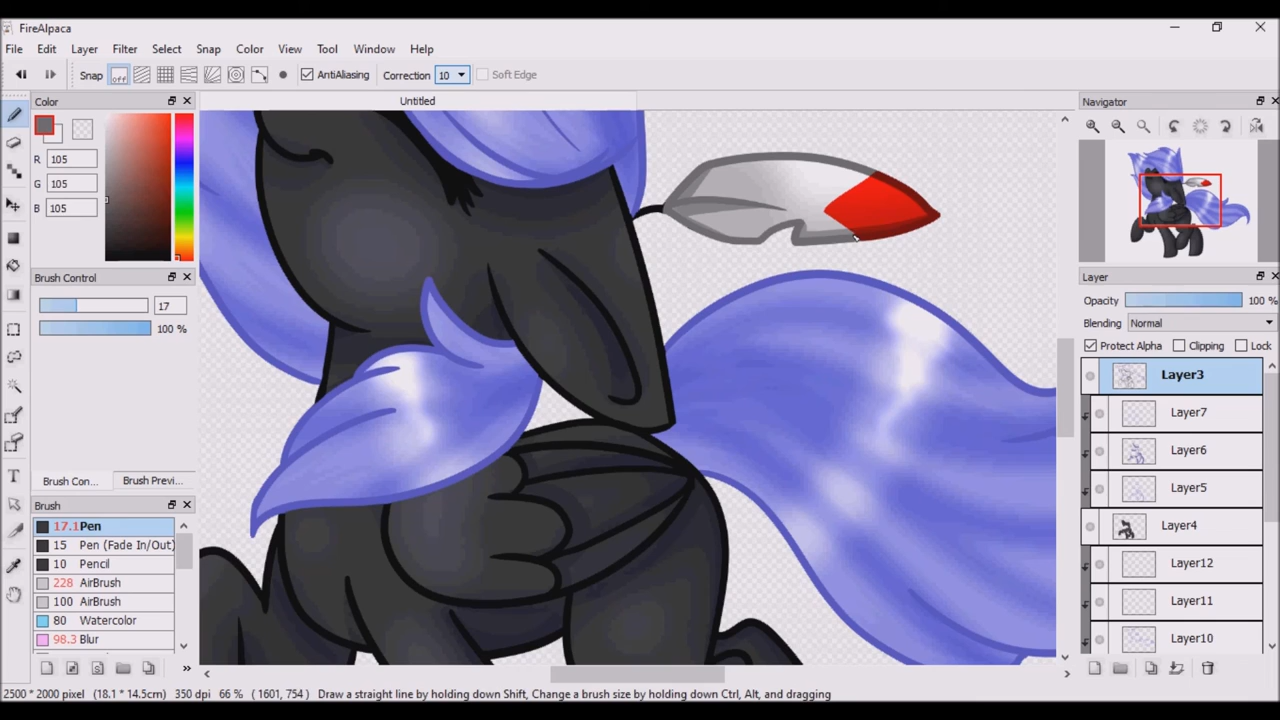 FireAlpaca
File Edit Layer Filter Select Snap Color View Tool Window Help
Snap off AntiAliasing Correction 10 Soft Edge
Color
Untitled
Navigator
R 105
G 105
B 105
Brush Control
17
100 %
Layer
Opacity 100 %
Blending Normal
Protect Alpha Clipping Lock
Layer3
Layer7
Layer6
Layer5
Layer4
Layer12
Layer11
Layer10
Brush Con... Brush Previ...
Brush
17.1 Pen
15 Pen (Fade In/Out)
10 Pencil
228 AirBrush
100 AirBrush
80 Watercolor
98.3 Blur
2500 * 2000 pixel (18.1 * 14.5cm) 350 dpi 66 % ( 1601, 754 ) Draw a straight line by holding down Shift, Change a brush size by holding down Ctrl, Alt, and dragging